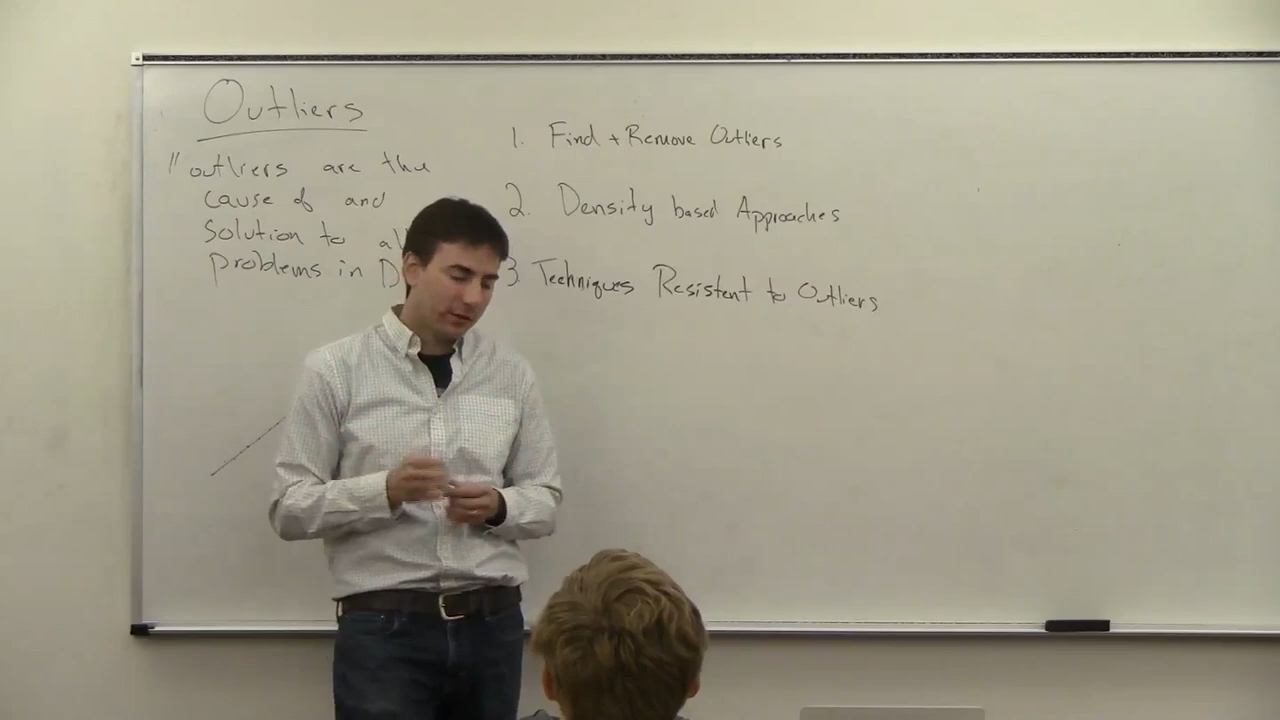 Outliers
"outliers are the
cause of and
solution to
problems in
1. Find + Remove Outliers
2. Density based Approaches
3. Techniques Resistent to Outliers